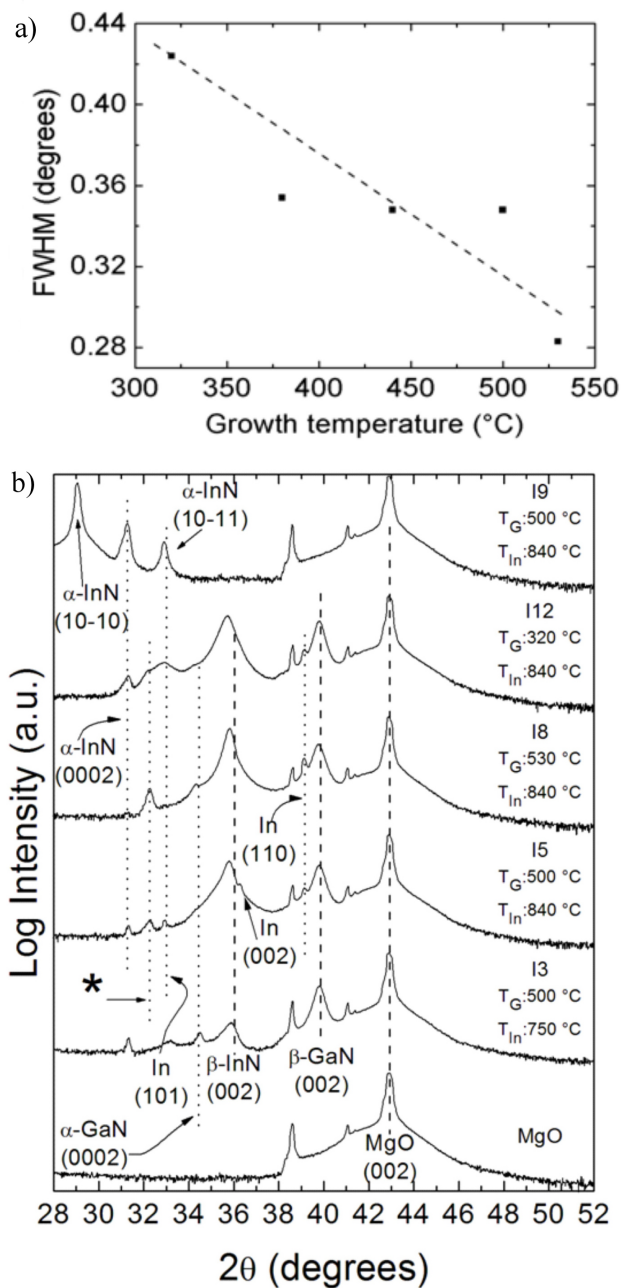 a)
0.44
0.40
0.36
0.32
0.28
FWHM (degrees)
300 350 400 450 500 550
Growth temperature (°C)
b)
α-InN
(10-11)
I9
T_G:500 °C
T_In:840 °C
α-InN
(10-10)
I12
T_G:320 °C
T_In:840 °C
α-InN
(0002)
I8
T_G:530 °C
T_In:840 °C
In
(110)
I5
T_G:500 °C
T_In:840 °C
In
(002)
*
I3
T_G:500 °C
T_In:750 °C
In
(101)
β-InN
(002)
β-GaN
(002)
α-GaN
(0002)
MgO
(002)
MgO
Log Intensity (a.u.)
28 30 32 34 36 38 40 42 44 46 48 50 52
2θ (degrees)